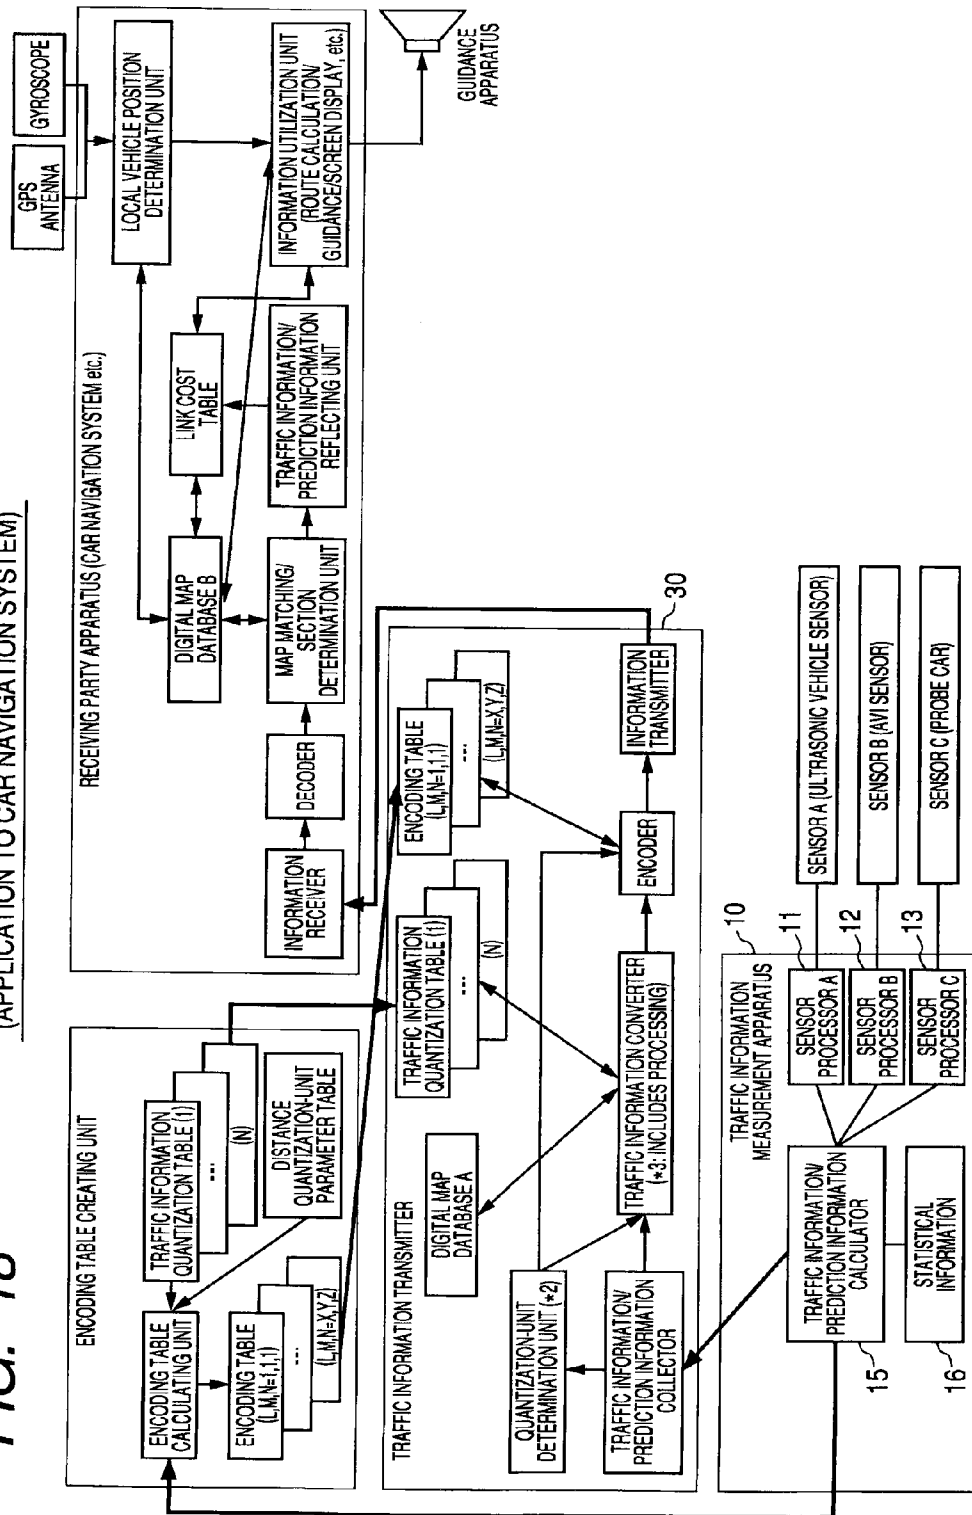 (APPLICATION TO CAR NAVIGATION SYSTEM)
ENCODING TABLE CREATING UNIT
ENCODING TABLE
CALCULATING UNIT
TRAFFIC INFORMATION
QUANTIZATION TABLE (1)
...
(N)
DISTANCE
QUANTIZATION-UNIT
PARAMETER TABLE
ENCODING TABLE
(L,M,N=1,1,1)
...
(L,M,N=X,Y,Z)
RECEIVING PARTY APPARATUS (CAR NAVIGATION SYSTEM etc.)
GPS
ANTENNA
GYROSCOPE
LOCAL VEHICLE POSITION
DETERMINATION UNIT
DIGITAL MAP
DATABASE B
LINK COST
TABLE
INFORMATION
RECEIVER
DECODER
MAP MATCHING/
SECTION
DETERMINATION UNIT
TRAFFIC INFORMATION/
PREDICTION INFORMATION
REFLECTING UNIT
INFORMATION UTILIZATION UNIT
(ROUTE CALCULATION/
GUIDANCE/SCREEN DISPLAY, etc.)
GUIDANCE
APPARATUS
TRAFFIC INFORMATION TRANSMITTER
30
DIGITAL MAP
DATABASE A
TRAFFIC INFORMATION
QUANTIZATION TABLE (1)
...
(N)
ENCODING TABLE
(L,M,N=1,1,1)
...
(L,M,N=X,Y,Z)
QUANTIZATION-UNIT
DETERMINATION UNIT (*2)
TRAFFIC INFORMATION/
PREDICTION INFORMATION
COLLECTOR
TRAFFIC INFORMATION CONVERTER
(*3: INCLUDES PROCESSING)
ENCODER
INFORMATION
TRANSMITTER
TRAFFIC INFORMATION
MEASUREMENT APPARATUS
10
TRAFFIC INFORMATION/
PREDICTION INFORMATION
CALCULATOR
15
STATISTICAL
INFORMATION
16
SENSOR
PROCESSOR A
11
SENSOR
PROCESSOR B
12
SENSOR
PROCESSOR C
13
SENSOR A (ULTRASONIC VEHICLE SENSOR)
SENSOR B (AVI SENSOR)
SENSOR C (PROBE CAR)